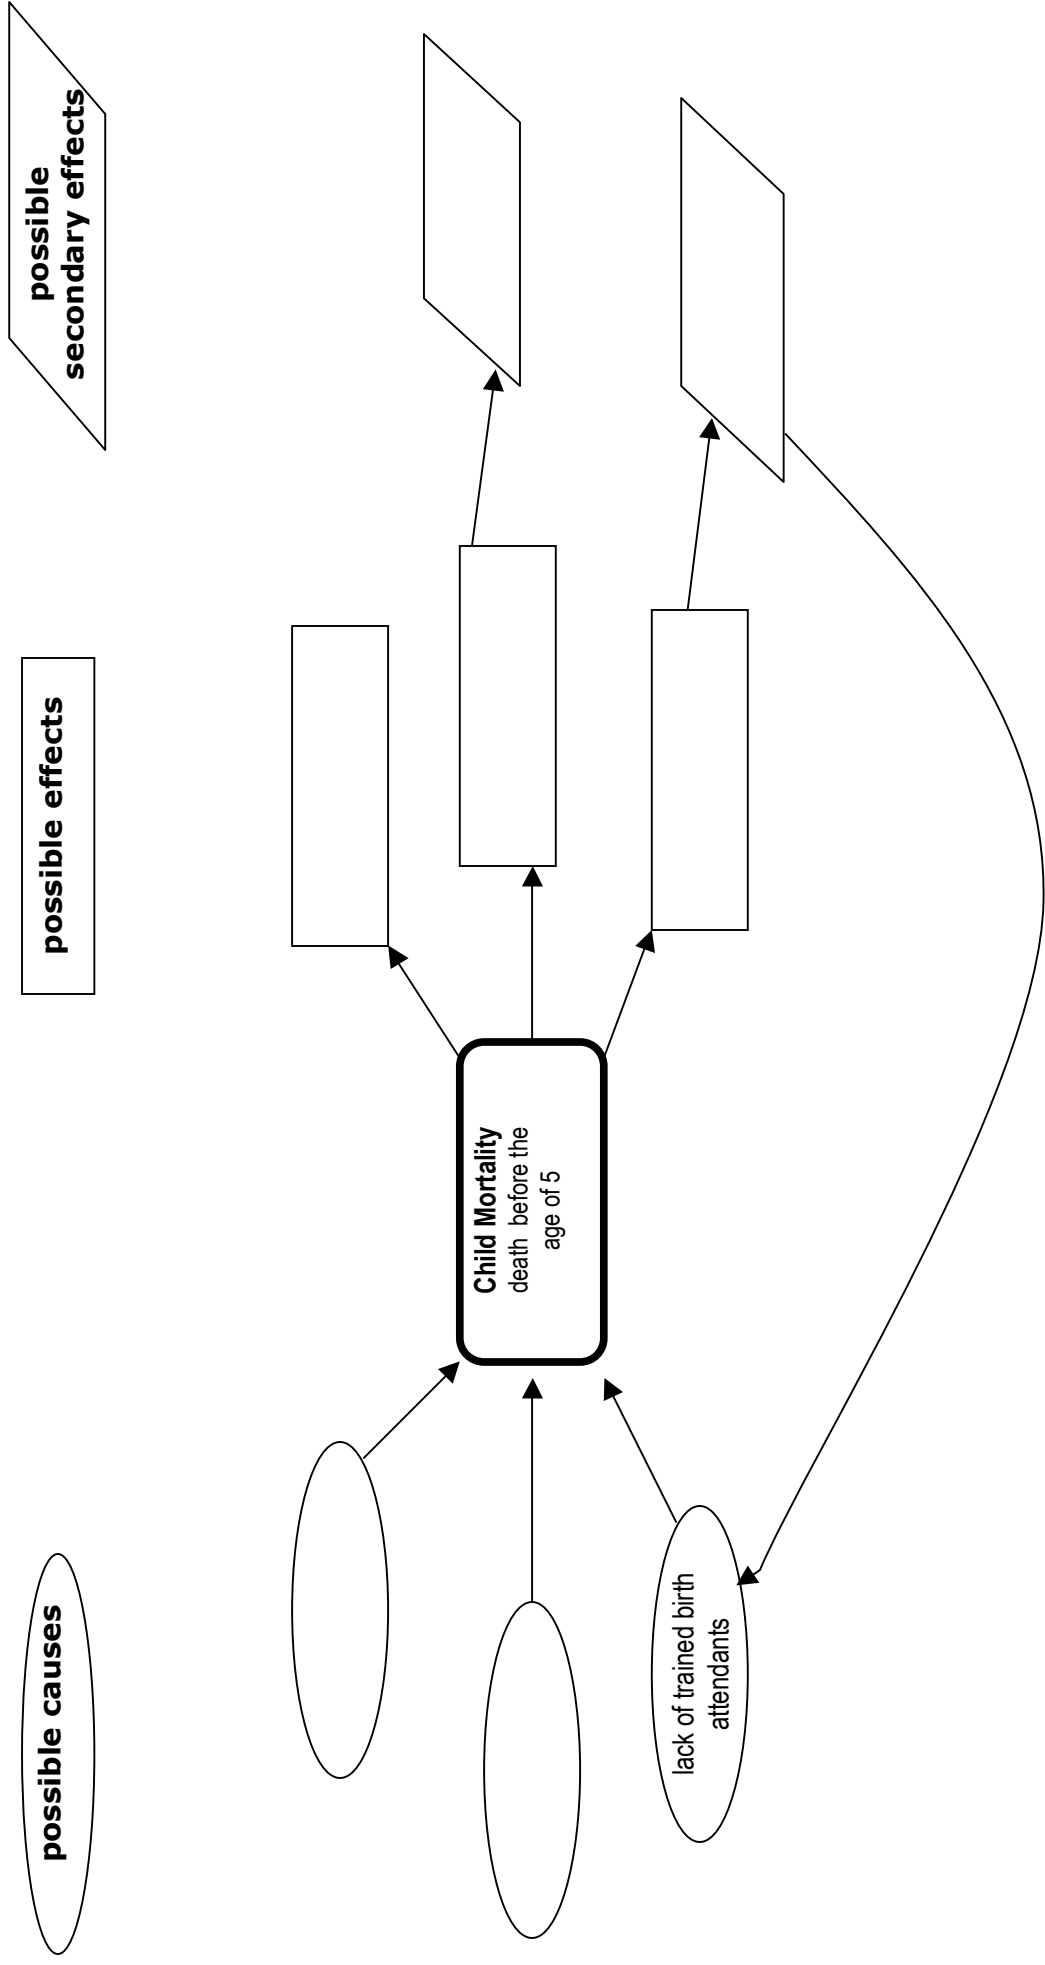 possible causes
possible effects
possible
secondary effects
Child Mortality
death before the
age of 5
lack of trained birth
attendants